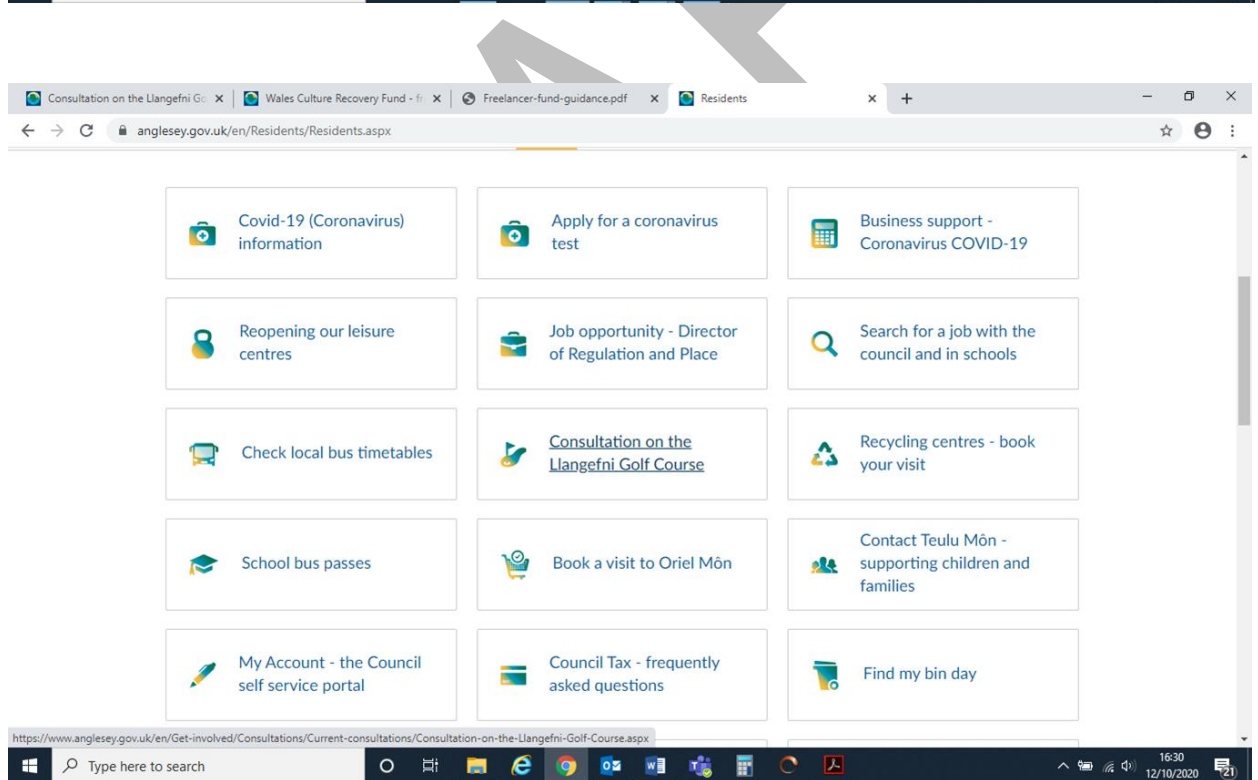 Consultation on the Llangefni Go
Wales Culture Recovery Fund - fr
Freelancer-fund-guidance.pdf
Residents
anglesey.gov.uk/en/Residents/Residents.aspx
Covid-19 (Coronavirus)
information
Apply for a coronavirus
test
Business support -
Coronavirus COVID-19
Reopening our leisure
centres
Job opportunity - Director
of Regulation and Place
Search for a job with the
council and in schools
Check local bus timetables
Consultation on the
Llangefni Golf Course
Recycling centres - book
your visit
School bus passes
Book a visit to Oriel Môn
Contact Teulu Môn -
supporting children and
families
My Account - the Council
self service portal
Council Tax - frequently
asked questions
Find my bin day
https://www.anglesey.gov.uk/en/Get-involved/Consultations/Current-consultations/Consultation-on-the-Llangefni-Golf-Course.aspx
Type here to search
16:30
12/10/2020
21